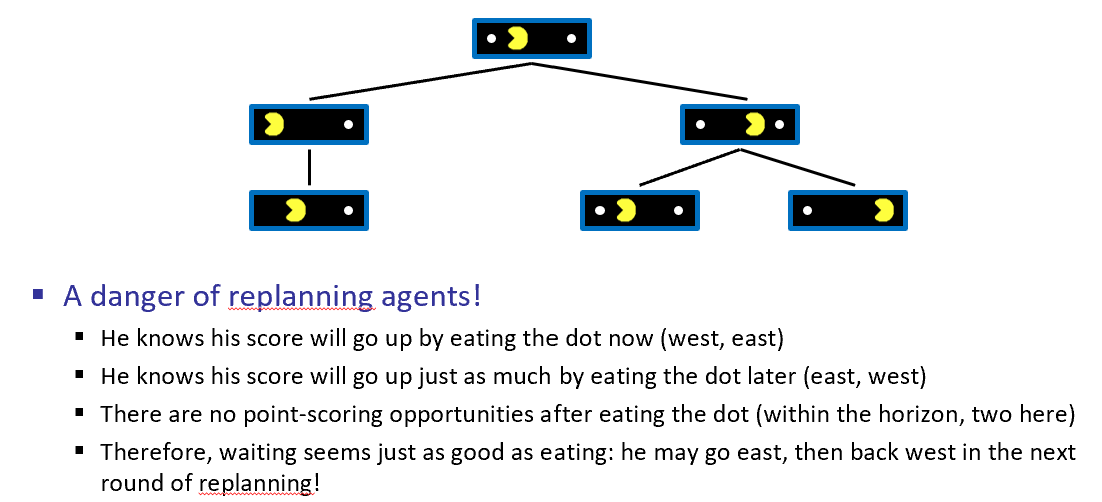 A danger of replanning agents!
He knows his score will go up by eating the dot now (west, east)
He knows his score will go up just as much by eating the dot later (east, west)
There are no point-scoring opportunities after eating the dot (within the horizon, two here)
Therefore, waiting seems just as good as eating: he may go east, then back west in the next
round of replanning!